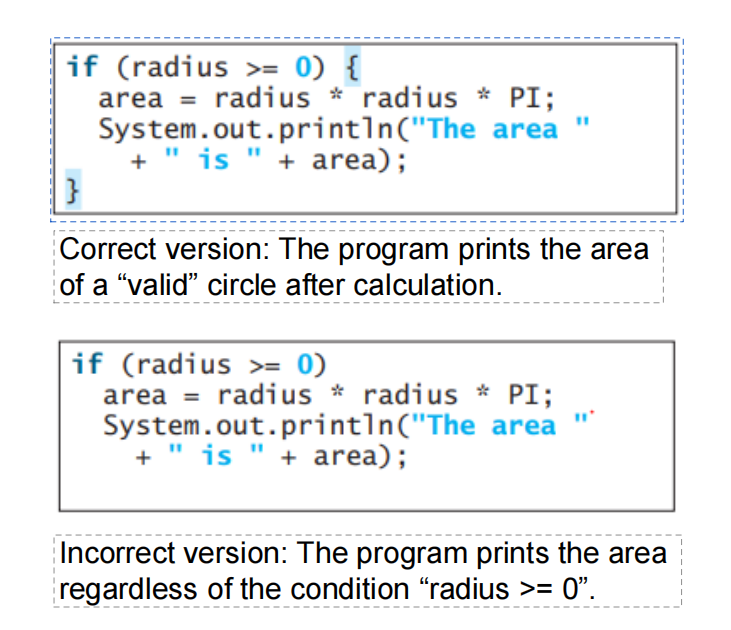 if (radius >= 0) {
  area = radius * radius * PI;
  System.out.println("The area "
    + " is " + area);
}
Correct version: The program prints the area
of a “valid” circle after calculation.
if (radius >= 0)
  area = radius * radius * PI;
  System.out.println("The area "
    + " is " + area);
Incorrect version: The program prints the area
regardless of the condition “radius >= 0”.